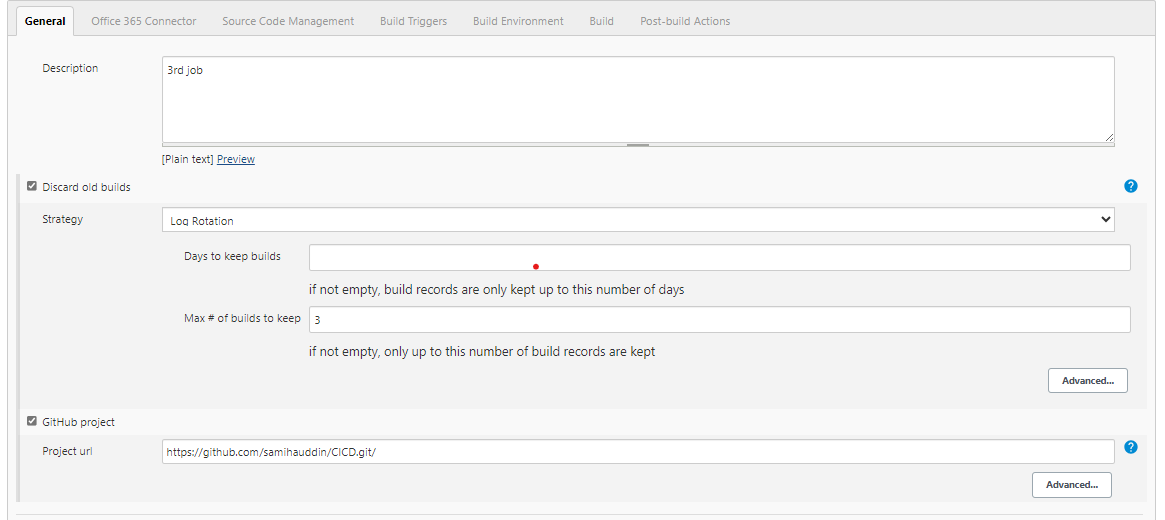 General Office 365 Connector Source Code Management Build Triggers Build Environment Build Post-build Actions
Description
3rd job
[Plain text] Preview
Discard old builds
?
Strategy
Log Rotation
Days to keep builds
if not empty, build records are only kept up to this number of days
Max # of builds to keep
3
if not empty, only up to this number of build records are kept
Advanced...
GitHub project
Project url
https://github.com/samihauddin/CICD.git/
?
Advanced...